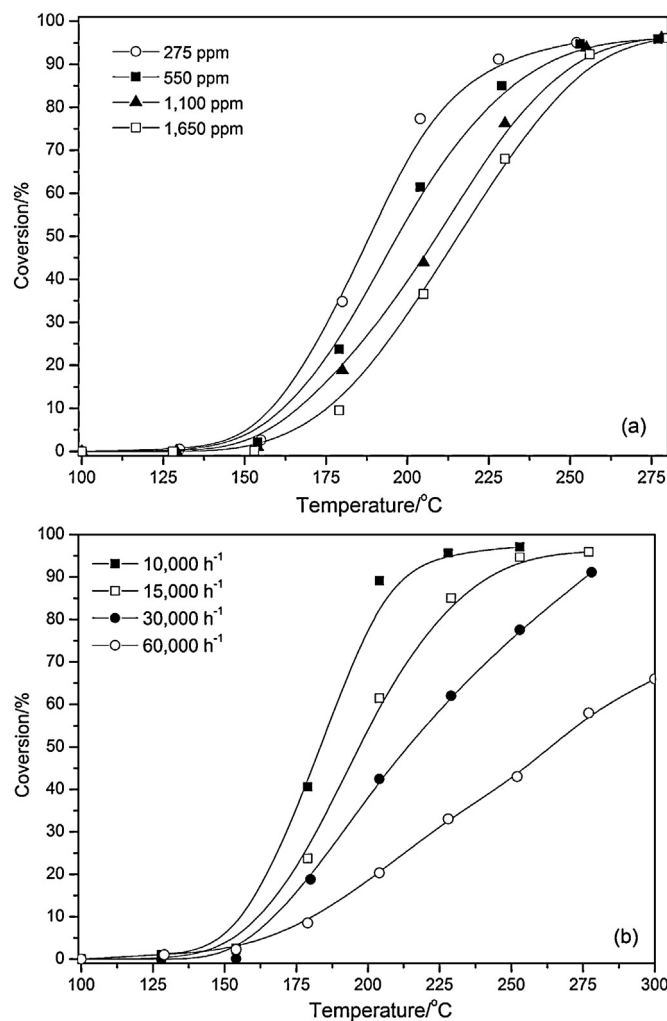 100
90
80
70
60
50
40
30
20
10
0
Coversion/%
275 ppm
550 ppm
1,100 ppm
1,650 ppm
(a)
100 125 150 175 200 225 250 275
Temperature/°C
100
90
80
70
60
50
40
30
20
10
0
Coversion/%
10,000 h-1
15,000 h-1
30,000 h-1
60,000 h-1
(b)
100 125 150 175 200 225 250 275 300
Temperature/°C